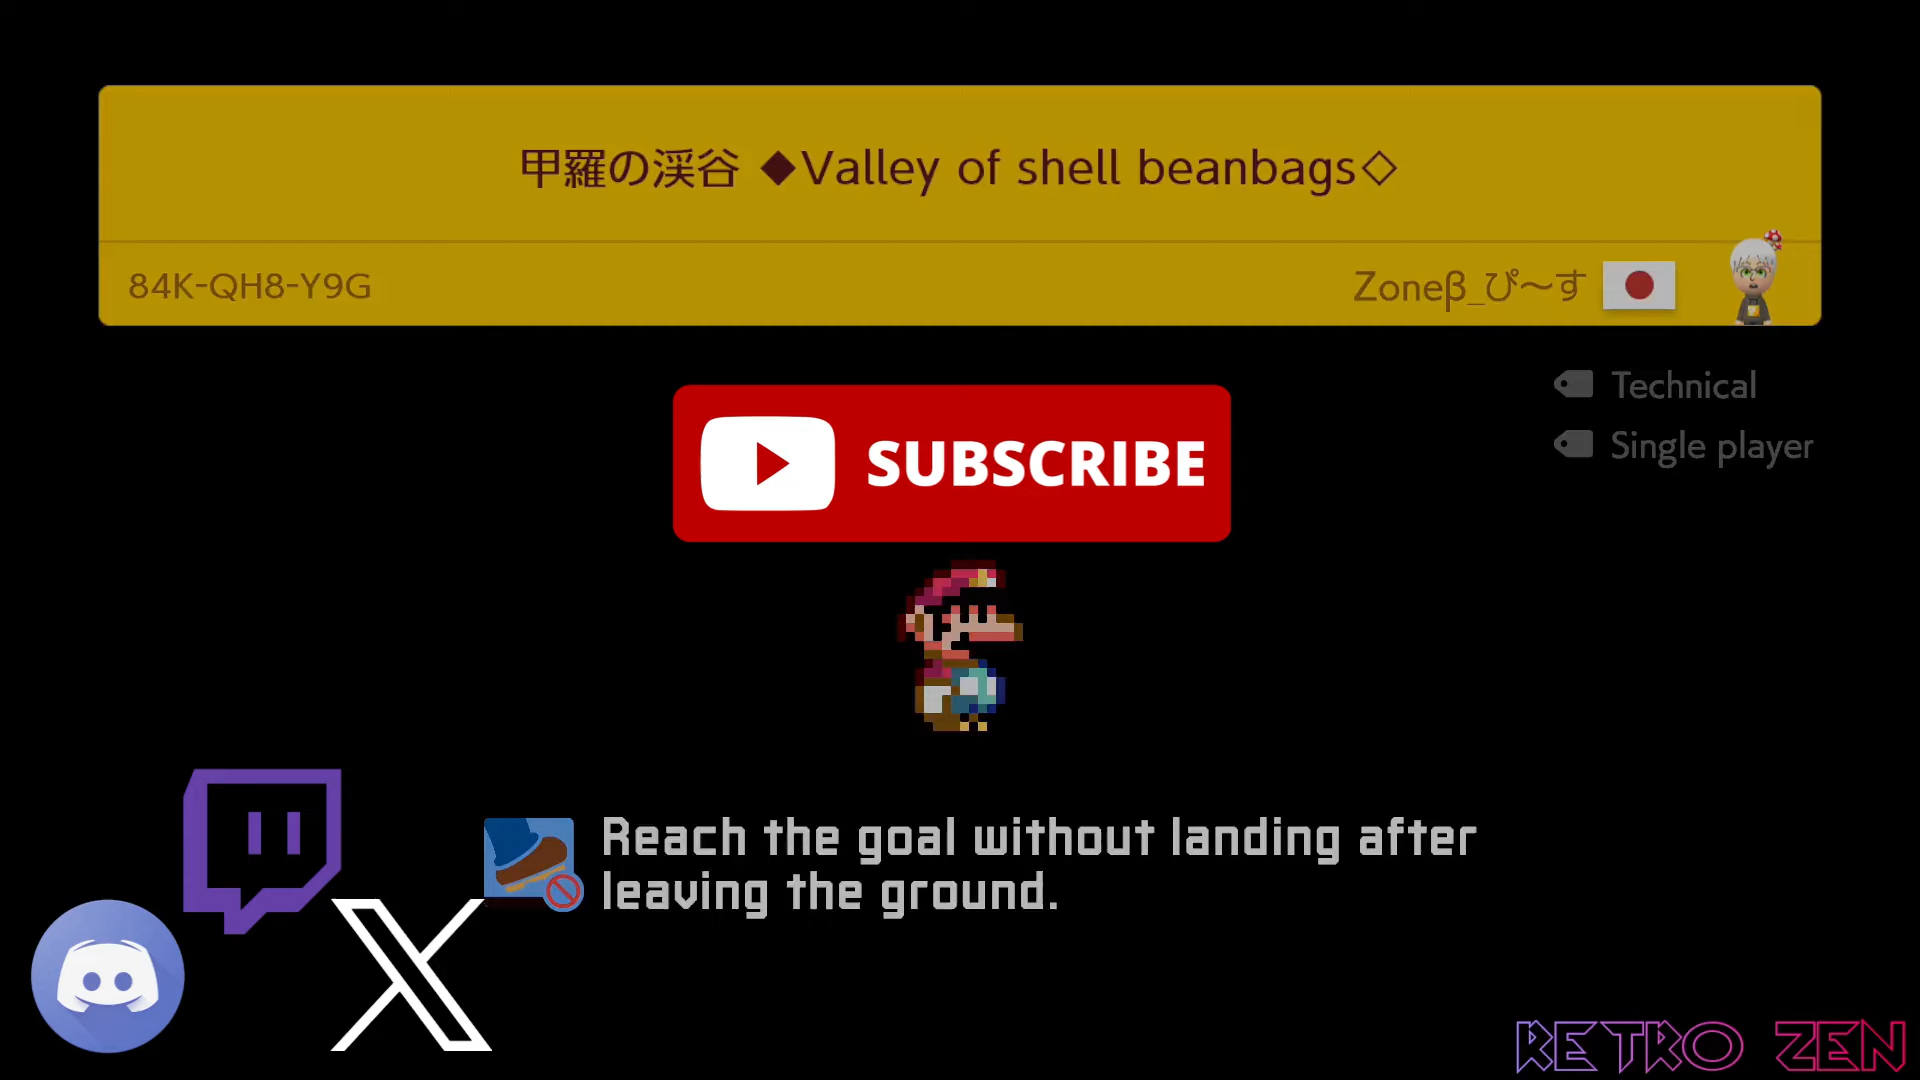 甲羅の渓谷 ◆Valley of shell beanbags◇
84K-QH8-Y9G
Zoneβ_ぴ〜す
Technical
Single player
SUBSCRIBE
Reach the goal without landing after
leaving the ground.
RETRO ZEN